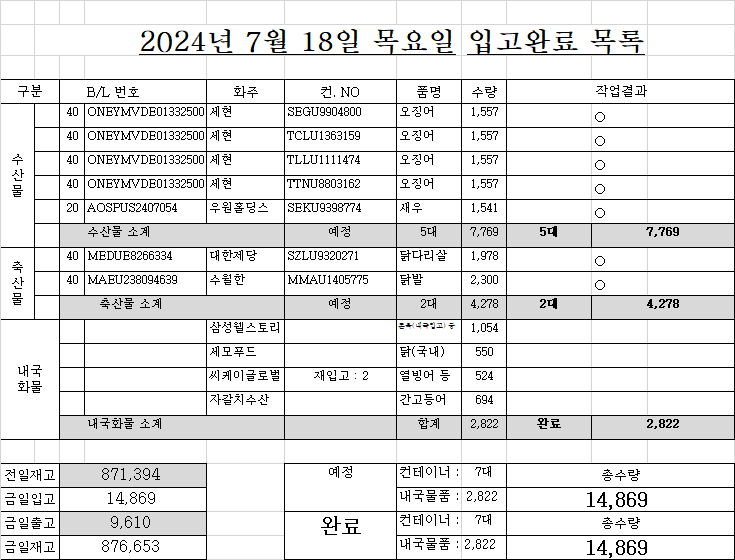 2024년 7월 18일 목요일 입고완료 목록
구분 B/L 번호 화주 컨. NO 품명 수량 작업결과
수산물
40 ONEYMVDE01332500 세현 SEGU9904800 오징어 1,557 ○
40 ONEYMVDE01332500 세현 TCLU1363159 오징어 1,557 ○
40 ONEYMVDE01332500 세현 TLLU1111474 오징어 1,557 ○
40 ONEYMVDE01332500 세현 TTNU8803162 오징어 1,557 ○
20 AOSPUS2407054 우원홀딩스 SEKU9398774 새우 1,541 ○
수산물 소계 예정 5대 7,769 5대 7,769
축산물
40 MEDUE8266334 대한제당 SZLU9320271 닭다리살 1,978 ○
40 MAEU238094639 수월한 MMAU1405775 닭발 2,300 ○
축산물 소계 예정 2대 4,278 2대 4,278
내국화물
삼성웰스토리 (내국입고) 등 1,054
세모푸드 닭(국내) 550
씨케이글로벌 재입고 : 2 열빙어 등 524
자갈치수산 간고등어 694
내국화물 소계 합계 2,822 완료 2,822
전일재고 871,394 예정 컨테이너 : 7대 총수량
금일입고 14,869 내국물품 : 2,822 14,869
금일출고 9,610 완료 컨테이너 : 7대 총수량
금일재고 876,653 내국물품 : 2,822 14,869